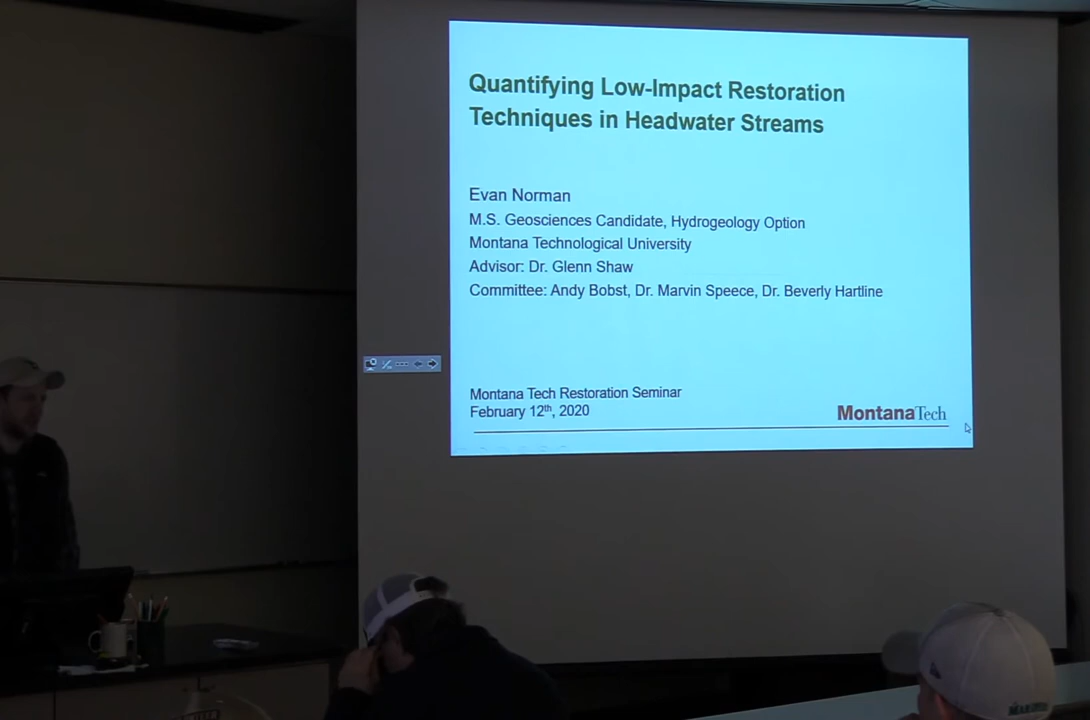 Quantifying Low-Impact Restoration
Techniques in Headwater Streams
Evan Norman
M.S. Geosciences Candidate, Hydrogeology Option
Montana Technological University
Advisor: Dr. Glenn Shaw
Committee: Andy Bobst, Dr. Marvin Speece, Dr. Beverly Hartline
Montana Tech Restoration Seminar
February 12th, 2020
MontanaTech